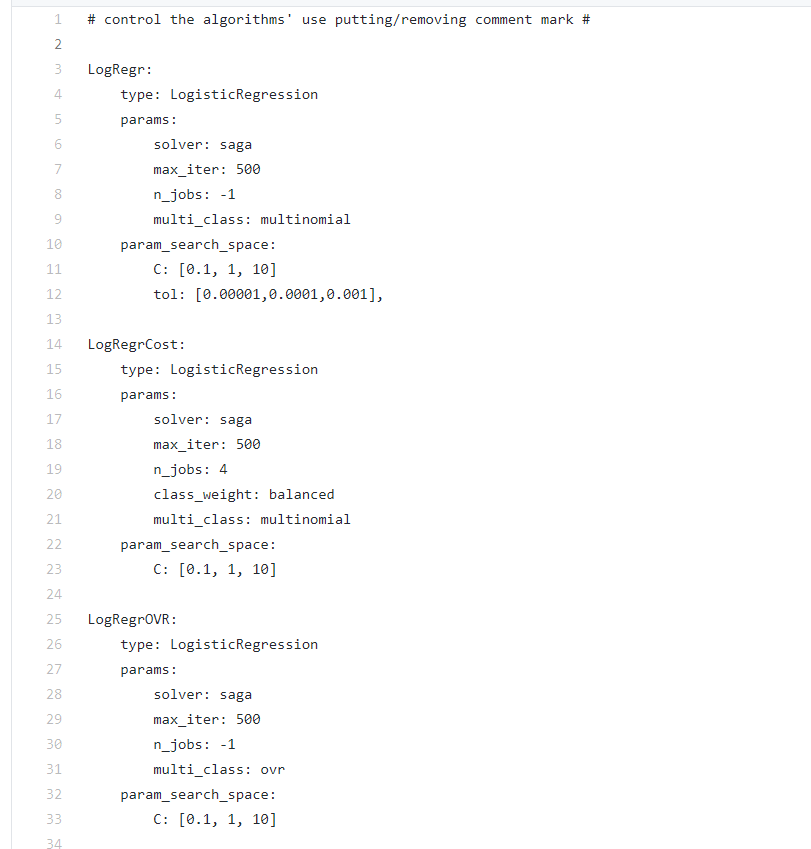 1 # control the algorithms' use putting/removing comment mark #
2
3 LogRegr:
4     type: LogisticRegression
5     params:
6         solver: saga
7         max_iter: 500
8         n_jobs: -1
9         multi_class: multinomial
10     param_search_space:
11         C: [0.1, 1, 10]
12         tol: [0.00001,0.0001,0.001],
13
14 LogRegrCost:
15     type: LogisticRegression
16     params:
17         solver: saga
18         max_iter: 500
19         n_jobs: 4
20         class_weight: balanced
21         multi_class: multinomial
22     param_search_space:
23         C: [0.1, 1, 10]
24
25 LogRegrOVR:
26     type: LogisticRegression
27     params:
28         solver: saga
29         max_iter: 500
30         n_jobs: -1
31         multi_class: ovr
32     param_search_space:
33         C: [0.1, 1, 10]
34